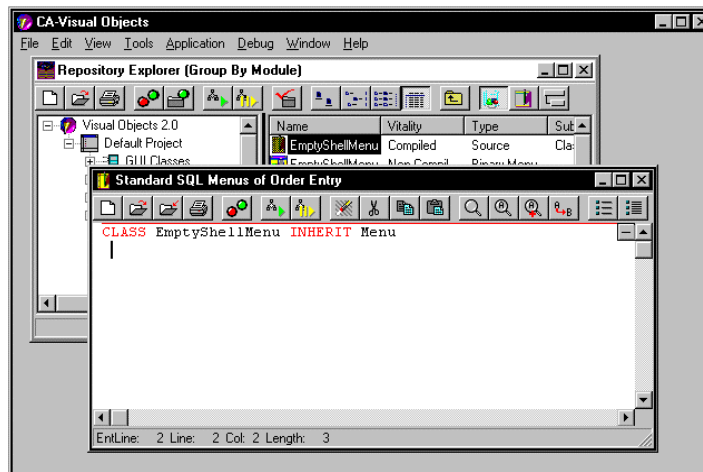 CA-Visual Objects
File Edit View Tools Application Debug Window Help
Repository Explorer (Group By Module)
Visual Objects 2.0
Default Project
GUI Classes
Name Vitality Type
EmptyShellMenu Compiled Source
EmptyShellMenu
Standard SQL Menus of Order Entry
CLASS EmptyShellMenu INHERIT Menu
EntLine: 2 Line: 2 Col: 2 Length: 3